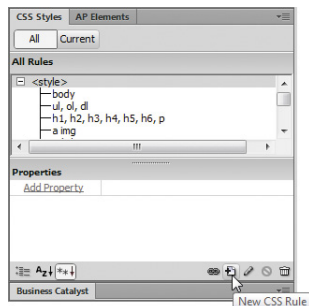 CSS Styles AP Elements
All Current
All Rules
<style>
body
ul, ol, dl
h1, h2, h3, h4, h5, h6, p
a img
Properties
Add Property
Az↓ **↓
Business Catalyst
New CSS Rule